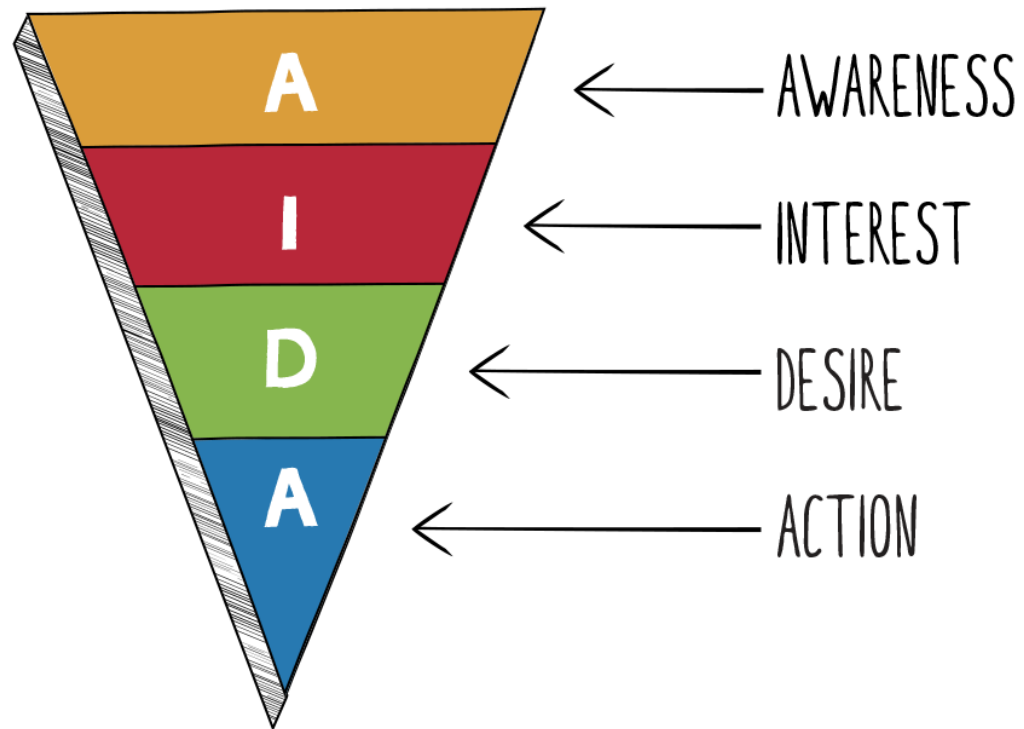 A
AWARENESS
I
INTEREST
D
DESIRE
A
ACTION